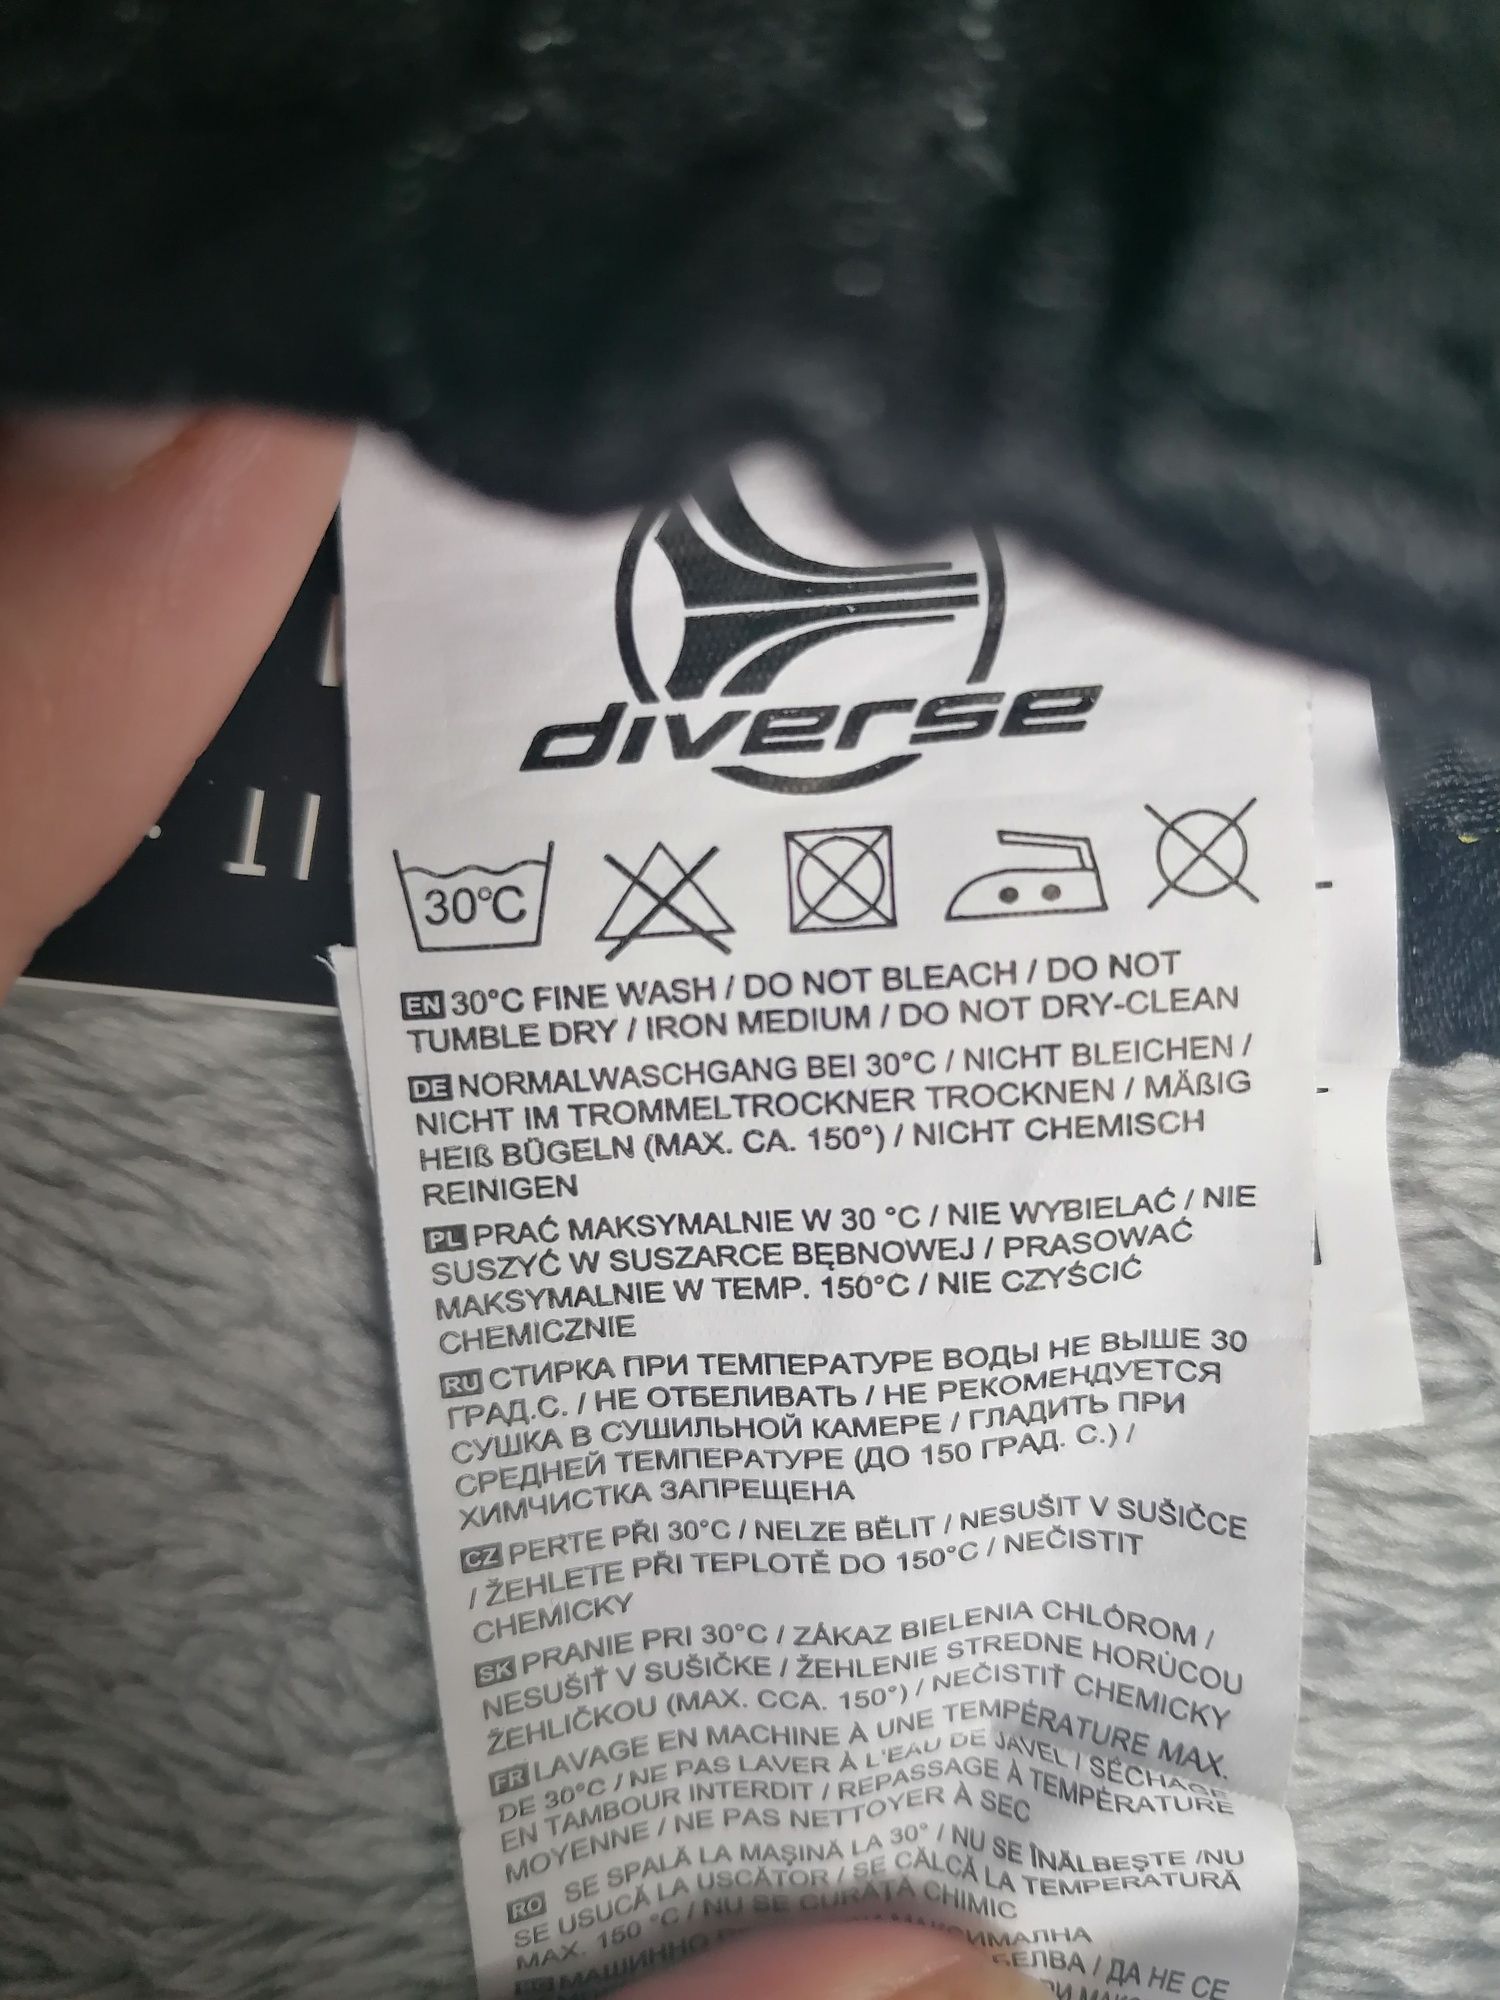 diverse
30°C
EN 30°C FINE WASH / DO NOT BLEACH / DO NOT
TUMBLE DRY / IRON MEDIUM / DO NOT DRY-CLEAN
DE NORMALWASCHGANG BEI 30°C / NICHT BLEICHEN /
NICHT IM TROMMELTROCKNER TROCKNEN / MÄßIG
HEIß BÜGELN (MAX. CA. 150°) / NICHT CHEMISCH
REINIGEN
PL PRAĆ MAKSYMALNIE W 30 °C / NIE WYBIELAĆ / NIE
SUSZYĆ W SUSZARCE BĘBNOWEJ / PRASOWAĆ
MAKSYMALNIE W TEMP. 150°C / NIE CZYŚCIĆ
CHEMICZNIE
RU СТИРКА ПРИ ТЕМПЕРАТУРЕ ВОДЫ НЕ ВЫШЕ 30
ГРАД.С. / НЕ ОТБЕЛИВАТЬ / НЕ РЕКОМЕНДУЕТСЯ
СУШКА В СУШИЛЬНОЙ КАМЕРЕ / ГЛАДИТЬ ПРИ
СРЕДНЕЙ ТЕМПЕРАТУРЕ (ДО 150 ГРАД. С.) /
ХИМЧИСТКА ЗАПРЕЩЕНА
CZ PERTE PŘI 30°C / NELZE BĚLIT / NESUŠIT V SUŠIČCE
/ ŽEHLETE PŘI TEPLOTĚ DO 150°C / NEČISTIT
CHEMICKY
SK PRANIE PRI 30°C / ZÁKAZ BIELENIA CHLÓROM /
NESUŠIŤ V SUŠIČKE / ŽEHLENIE STREDNE HORÚCOU
ŽEHLIČKOU (MAX. CCA. 150°) / NEČISTIŤ CHEMICKY
FR LAVAGE EN MACHINE À UNE TEMPÉRATURE MAX.
DE 30°C / NE PAS LAVER À L'EAU DE JAVEL / SÉCHAGE
EN TAMBOUR INTERDIT / REPASSAGE À TEMPÉRATURE
MOYENNE / NE PAS NETTOYER À SEC
RO SE SPALĂ LA MAŞINĂ LA 30° / NU SE ÎNĂLBEŞTE /NU
SE USUCĂ LA USCĂTOR / SE CĂLCĂ LA TEMPERATURĂ
MAX. 150 °C / NU SE CURĂȚĂ CHIMIC
МАШИННО
/ ДА НЕ СЕ